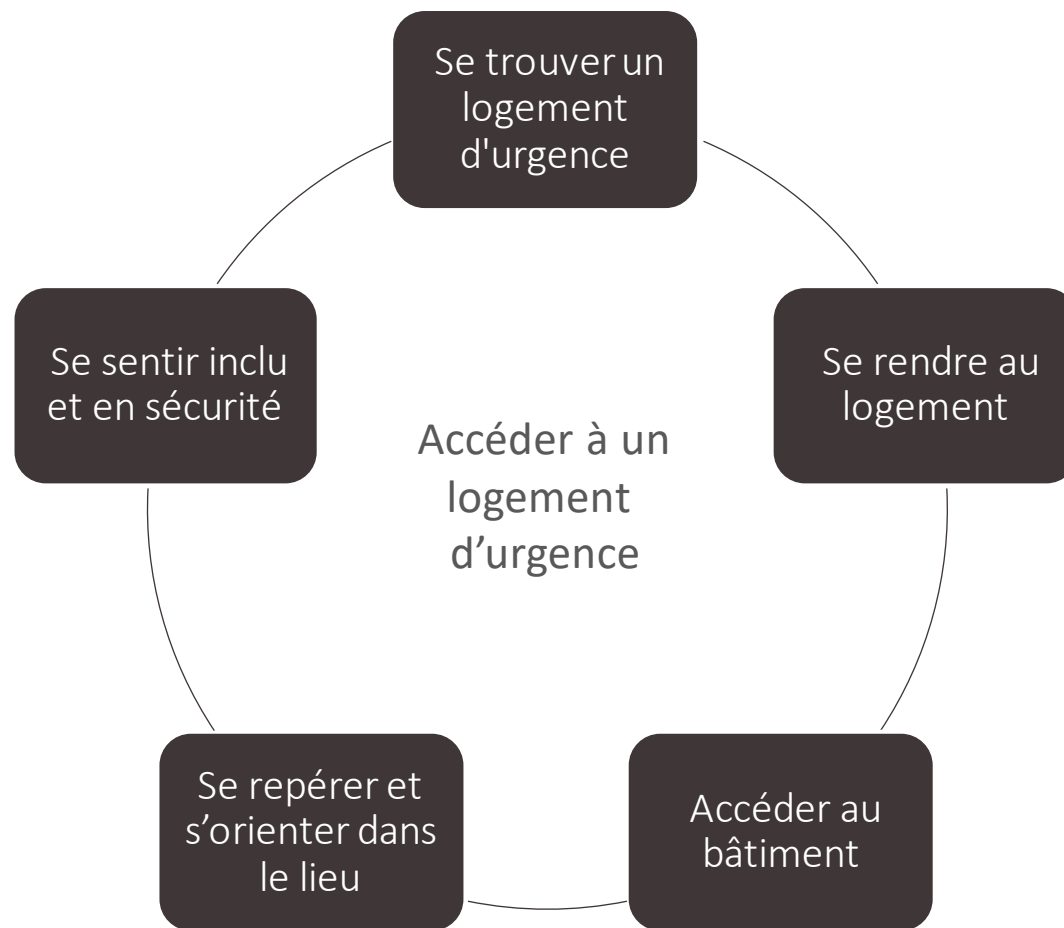 Se trouver un
logement
d'urgence
Se sentir inclu
et en sécurité
Se rendre au
logement
Accéder à un
logement
d’urgence
Se repérer et
s’orienter dans
le lieu
Accéder au
bâtiment